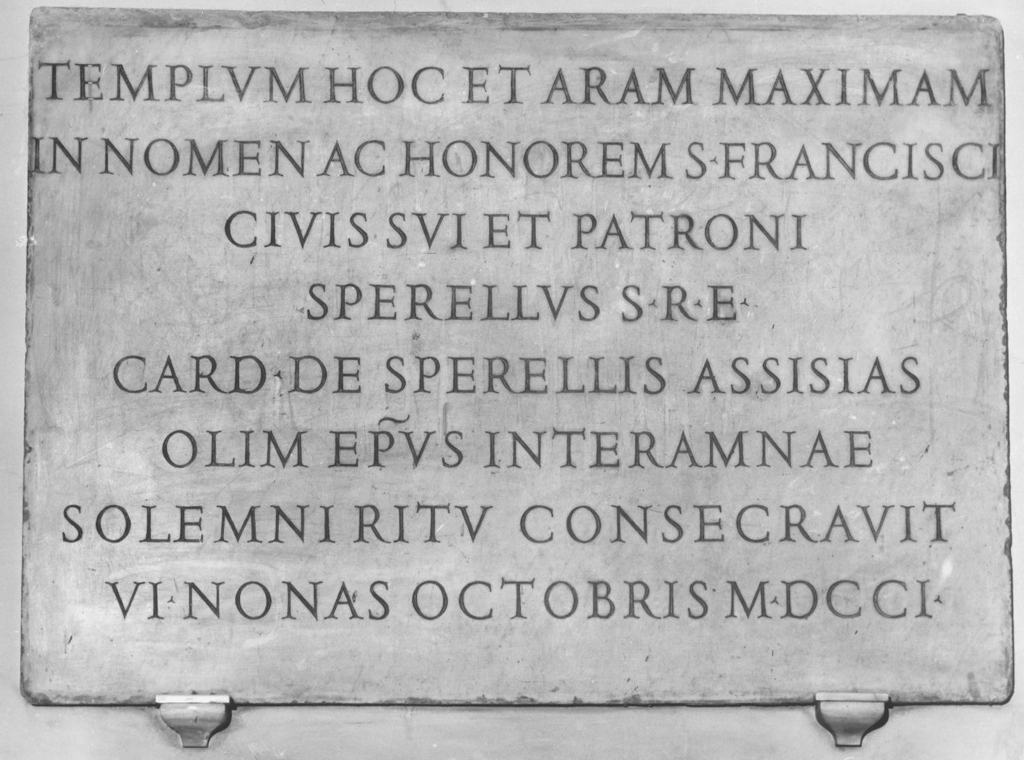 TEMPLVM HOC ET ARAM MAXIMAM
IN NOMEN AC HONOREM S·FRANCISCI
CIVIS SVI ET PATRONI
SPERELLVS S·R·E·
CARD·DE SPERELLIS ASSISIAS
OLIM EP̃VS INTERAMNAE
SOLEMNI RITV CONSECRAVIT
VI·NONAS OCTOBRIS M·DCCI·